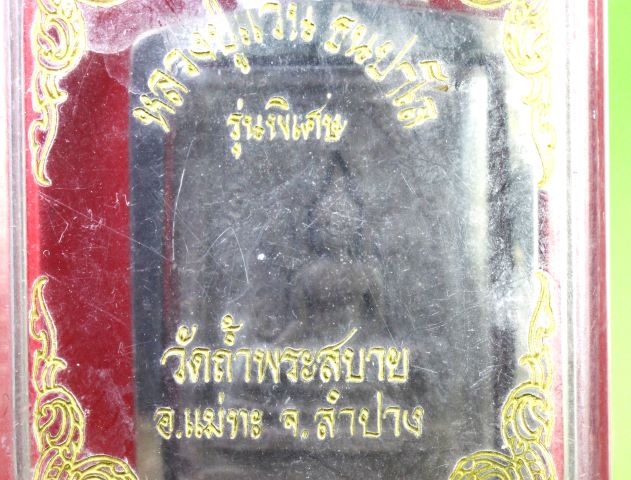 หลวงปู่แว่น ธนปาโล
รุ่นพิเศษ
วัดถ้ำพระสบาย
อ.แม่ทะ จ.ลำปาง